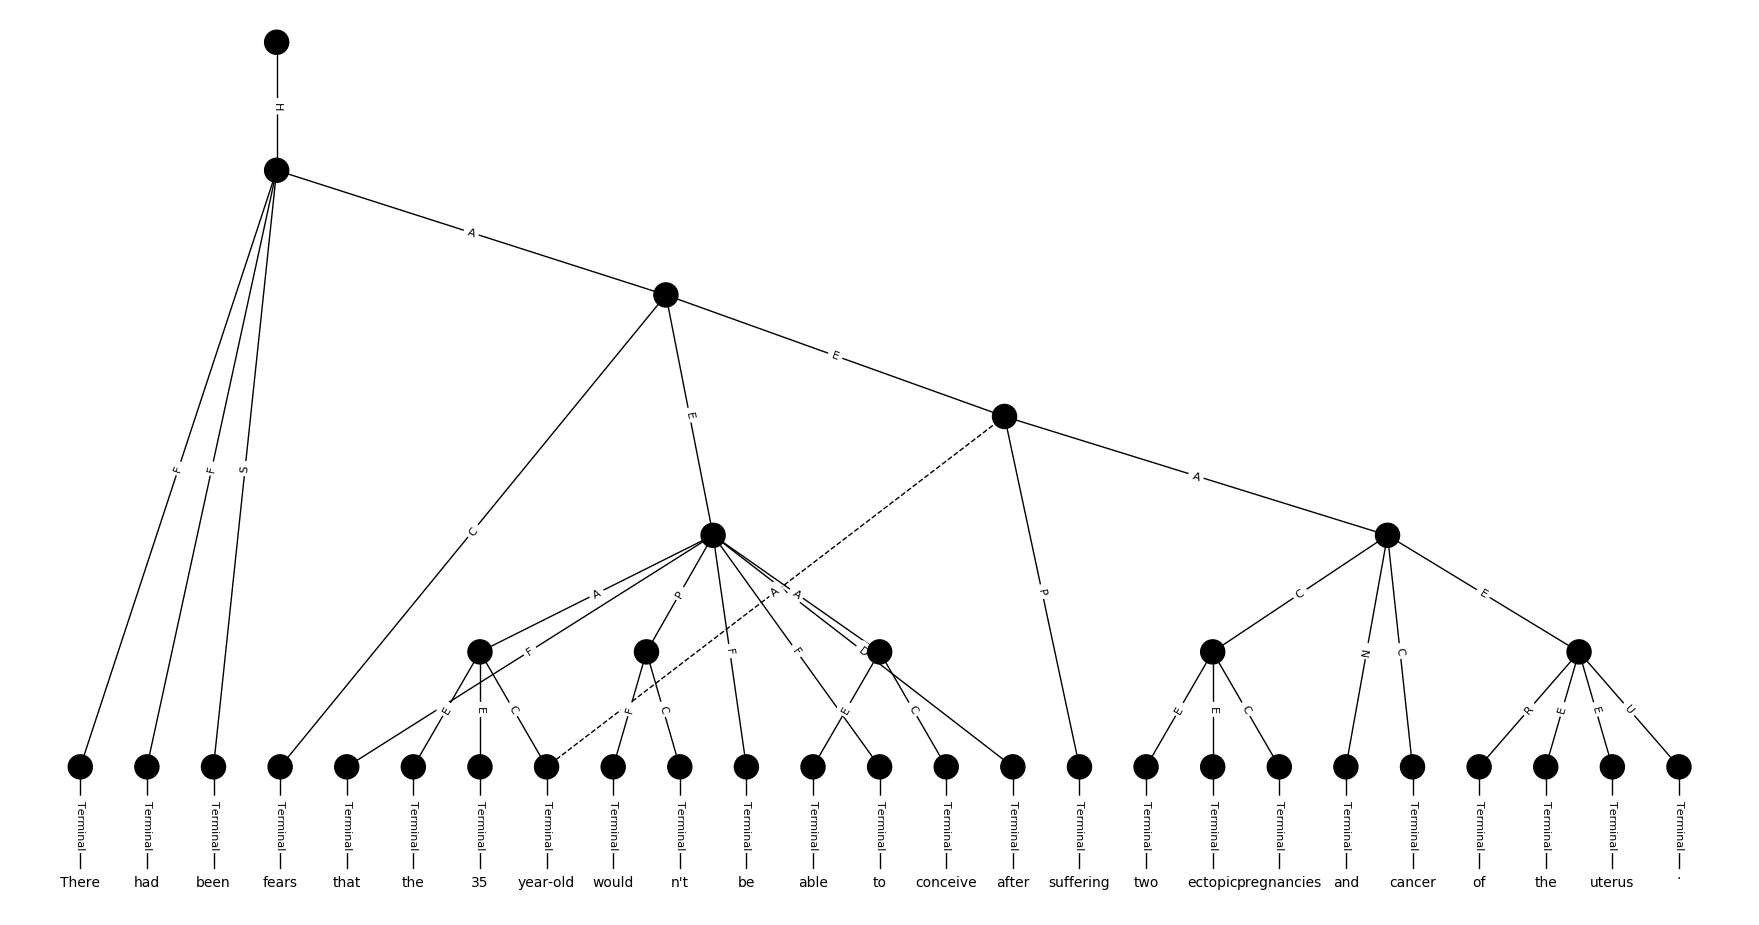 H
A
E
E
F
F
S
C
A
A
A
A
P
P
C
E
F
F
F
D
N
C
E
E
C
F
C
E
C
E
E
C
R
E
E
U
Terminal Terminal Terminal Terminal Terminal Terminal Terminal Terminal Terminal Terminal Terminal Terminal Terminal Terminal Terminal Terminal Terminal Terminal Terminal Terminal Terminal Terminal Terminal Terminal Terminal
There had been fears that the 35 year-old would n't be able to conceive after suffering two ectopic pregnancies and cancer of the uterus .